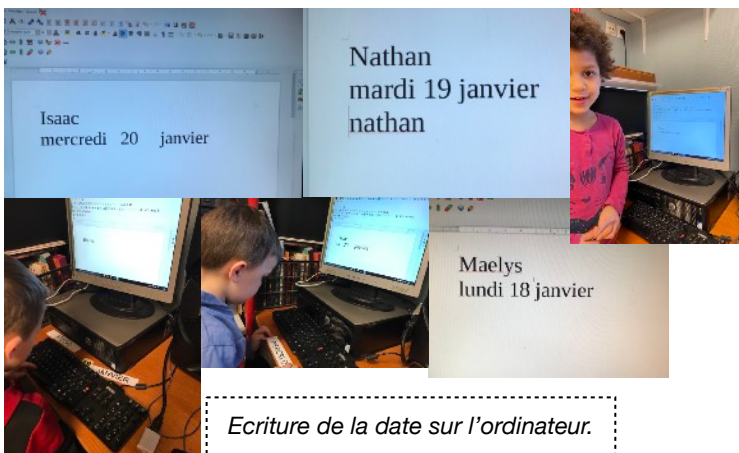 Isaac
mercredi 20 janvier
Nathan
mardi 19 janvier
nathan
Maelys
lundi 18 janvier
JANVIER
Ecriture de la date sur l'ordinateur.